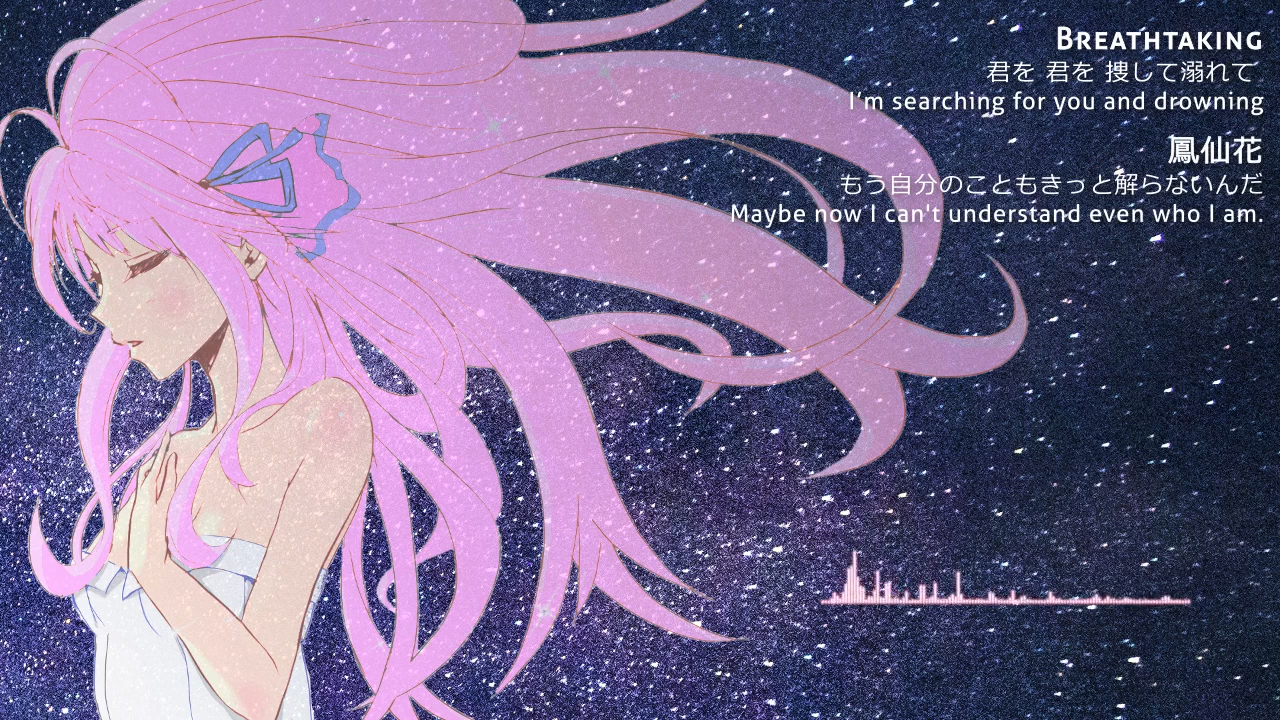 BREATHTAKING
君を 君を 捜して溺れて
I'm searching for you and drowning
鳳仙花
もう自分のこともきっと解らないんだ
Maybe now I can't understand even who I am.